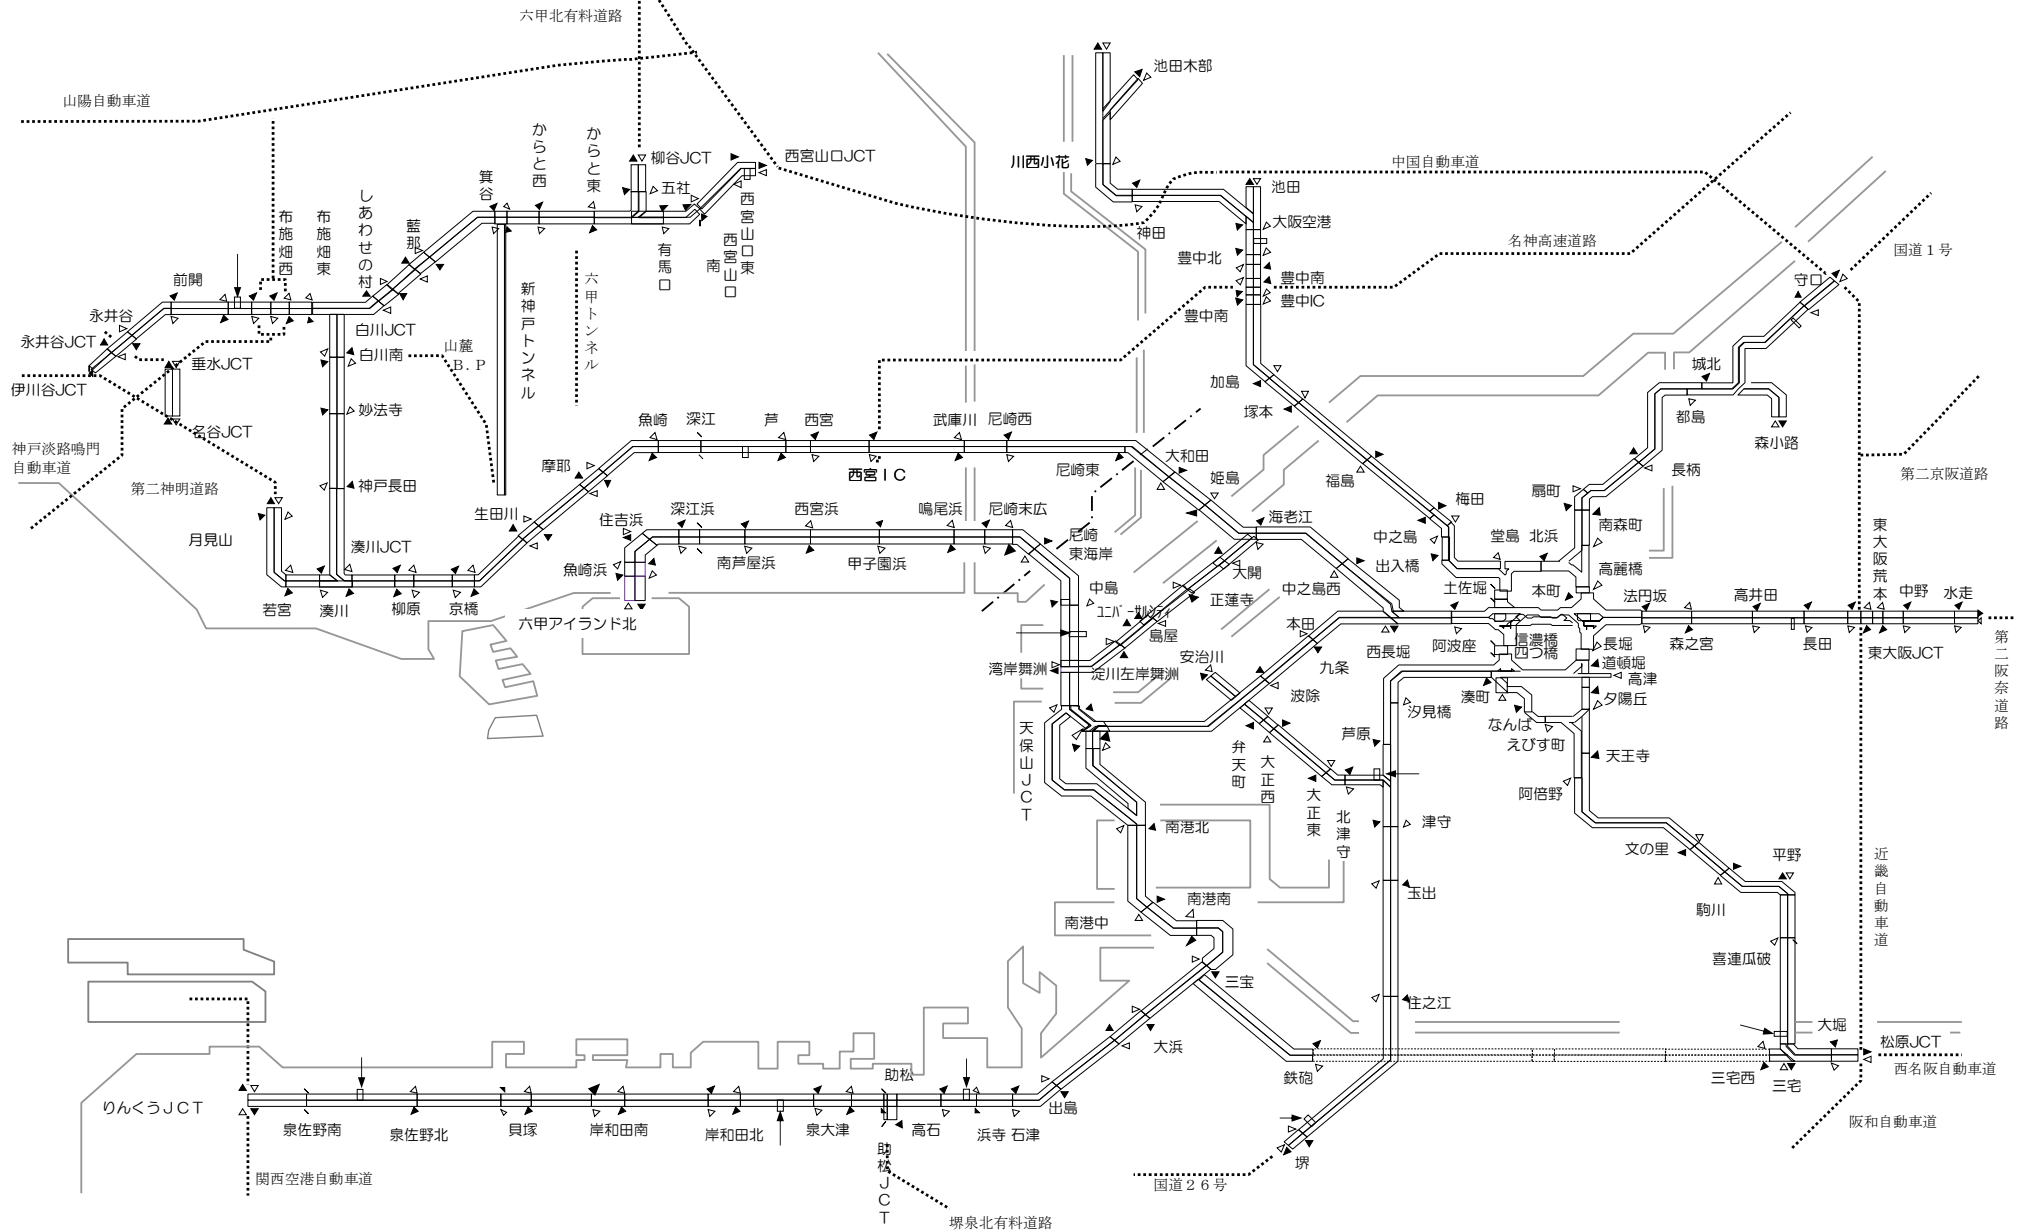 六甲北有料道路
山陽自動車道
池田木部
川西小花
神田
池田
大阪空港
豊中北
豊中南
豊中IC
豊中南
中国自動車道
名神高速道路
国道１号
守口
からと西
からと東
柳谷JCT
五社
西宮山口JCT
西宮山口東
西宮山口南
有馬口
箕谷
藍那
しあわせの村
布施畑東
布施畑西
前開
永井谷
永井谷JCT
伊川谷JCT
垂水JCT
名谷JCT
白川JCT
白川南
山麓
B．P
新神戸トンネル
六甲トンネル
妙法寺
神戸長田
神戸淡路鳴門
自動車道
第二神明道路
月見山
湊川JCT
若宮
湊川
柳原
京橋
生田川
摩耶
魚崎
深江
芦
西宮
西宮ＩＣ
武庫川
尼崎西
尼崎東
住吉浜
魚崎浜
六甲アイランド北
深江浜
南芦屋浜
西宮浜
甲子園浜
鳴尾浜
尼崎末広
尼崎
東海岸
中島
ﾕﾆﾊﾞｰｻﾙｼﾃｨ
湾岸舞洲
淀川左岸舞洲
大開
正蓮寺
島屋
安治川
大和田
姫島
海老江
中之島西
加島
塚本
福島
梅田
中之島
出入橋
堂島
北浜
扇町
南森町
長柄
都島
城北
森小路
第二京阪道路
高麗橋
本町
土佐堀
信濃橋
四つ橋
阿波座
西長堀
本田
九条
波除
弁天町
大正西
大正東
北津守
芦原
汐見橋
湊町
なんば
えびす町
長堀
道頓堀
高津
夕陽丘
天王寺
阿倍野
文の里
駒川
平野
喜連瓜破
法円坂
森之宮
高井田
長田
東大阪荒本
中野
水走
東大阪JCT
第二阪奈道路
近畿自動車道
天保山ＪＣＴ
南港北
南港中
南港南
三宝
津守
玉出
住之江
大浜
出島
鉄砲
堺
三宅西
三宅
大堀
松原JCT
西名阪自動車道
阪和自動車道
国道２６号
りんくうＪＣＴ
泉佐野南
泉佐野北
貝塚
岸和田南
岸和田北
泉大津
助松
高石
浜寺
石津
助松ＪＣＴ
関西空港自動車道
堺泉北有料道路